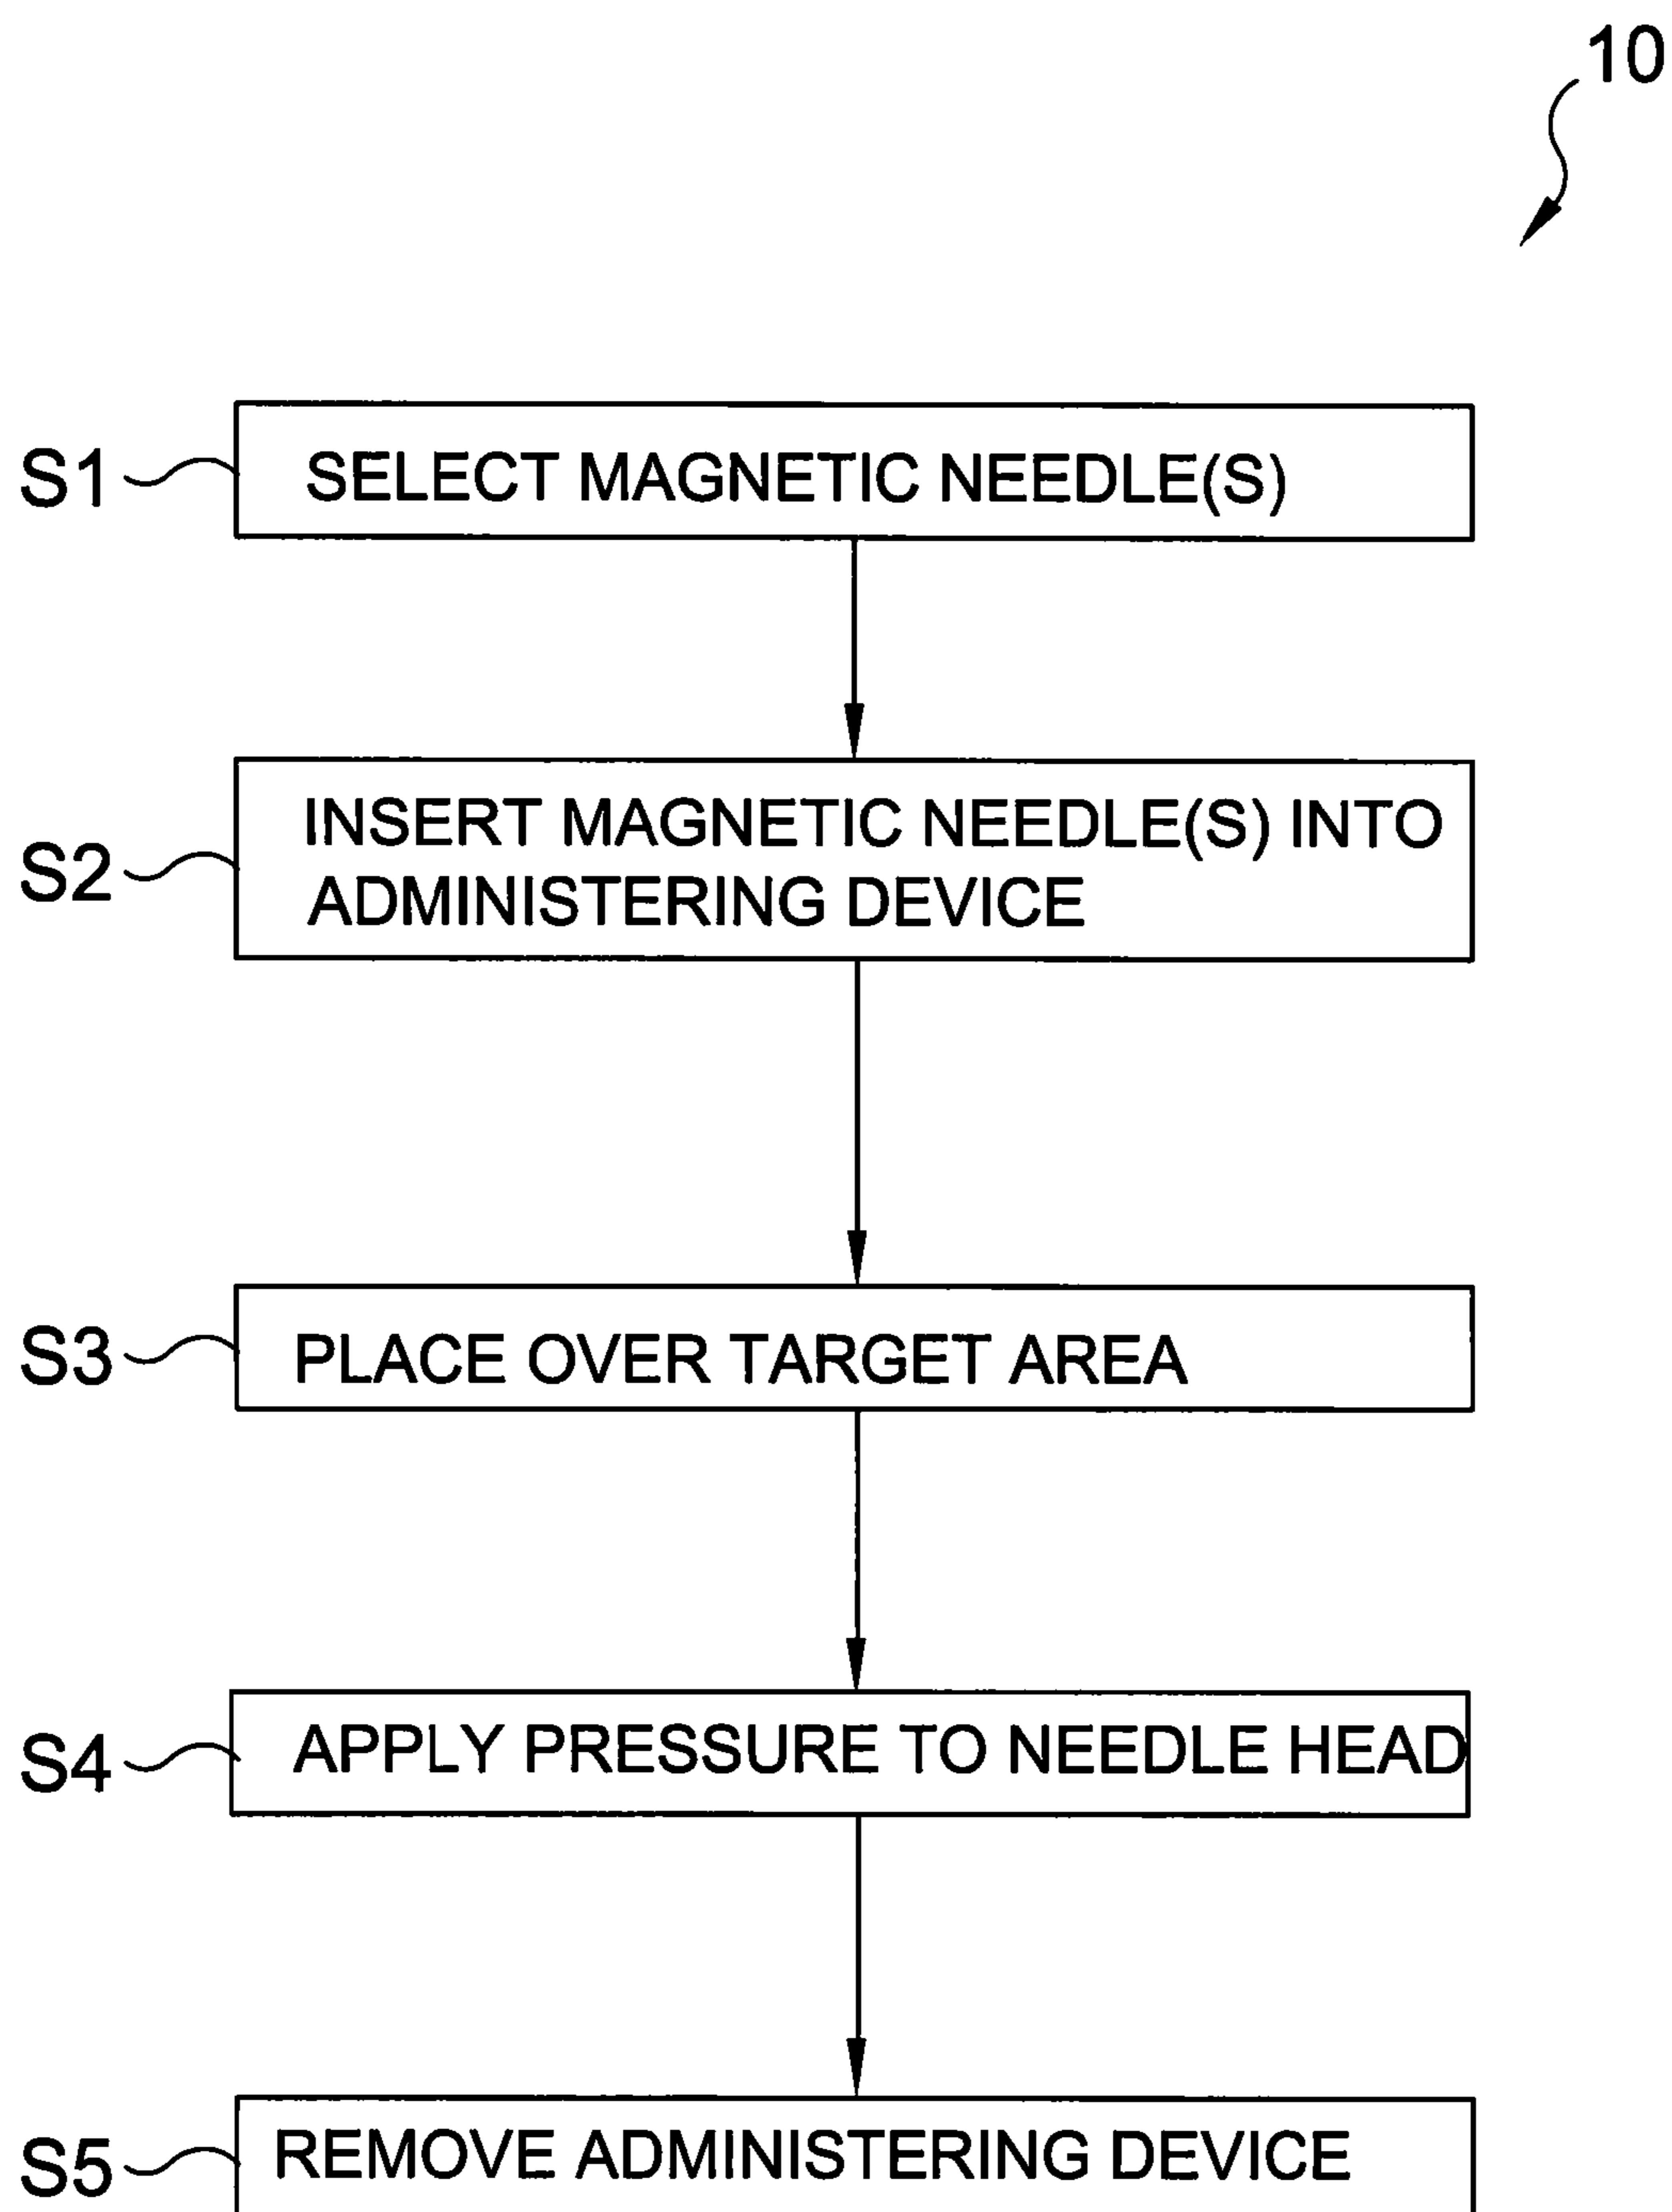 10
S1
SELECT MAGNETIC NEEDLE(S)
S2
INSERT MAGNETIC NEEDLE(S) INTO
ADMINISTERING DEVICE
S3
PLACE OVER TARGET AREA
S4
APPLY PRESSURE TO NEEDLE HEAD
S5
REMOVE ADMINISTERING DEVICE